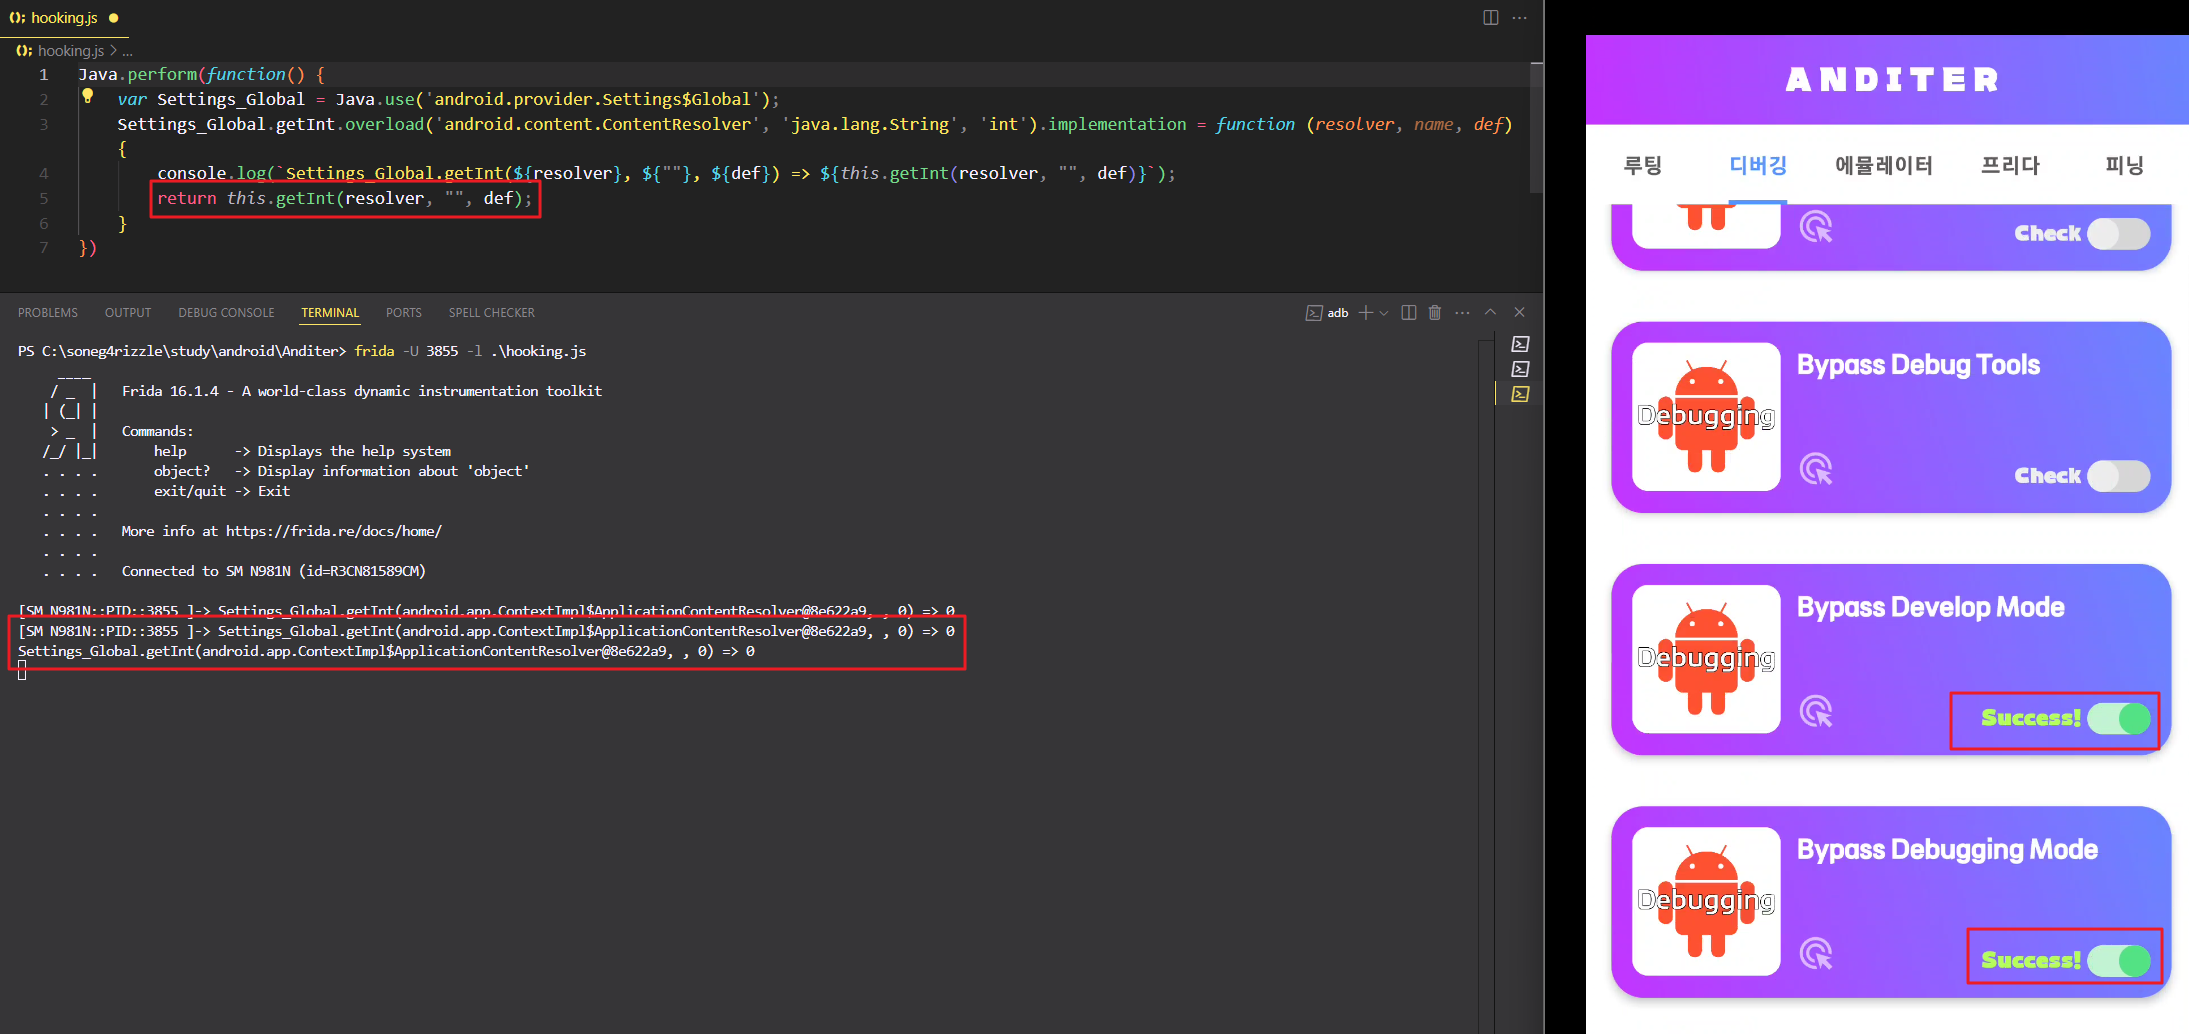 hooking.js
hooking.js > ...
1 Java.perform(function() {
2 var Settings_Global = Java.use('android.provider.Settings$Global');
3 Settings_Global.getInt.overload('android.content.ContentResolver', 'java.lang.String', 'int').implementation = function (resolver, name, def)
{
4 console.log(`Settings_Global.getInt(${resolver}, ${""}, ${def}) => ${this.getInt(resolver, "", def)}`);
5 return this.getInt(resolver, "", def);
6 }
7 })
PROBLEMS OUTPUT DEBUG CONSOLE TERMINAL PORTS SPELL CHECKER
adb
PS C:\soneg4rizzle\study\android\Anditer> frida -U 3855 -l .\hooking.js
____
/ _  |   Frida 16.1.4 - A world-class dynamic instrumentation toolkit
| (_| |
> _  |   Commands:
/_/ |_|       help      -> Displays the help system
. . . .       object?   -> Display information about 'object'
. . . .       exit/quit -> Exit
. . . .
. . . .   More info at https://frida.re/docs/home/
. . . .
. . . .   Connected to SM N981N (id=R3CN81589CM)
[SM N981N::PID::3855 ]-> Settings_Global.getInt(android.app.ContextImpl$ApplicationContentResolver@8e622a9, , 0) => 0
[SM N981N::PID::3855 ]-> Settings_Global.getInt(android.app.ContextImpl$ApplicationContentResolver@8e622a9, , 0) => 0
Settings_Global.getInt(android.app.ContextImpl$ApplicationContentResolver@8e622a9, , 0) => 0
ANDITER
루팅 디버깅 에뮬레이터 프리다 피닝
Check
Bypass Debug Tools
Debugging
Check
Bypass Develop Mode
Debugging
Success!
Bypass Debugging Mode
Debugging
Success!